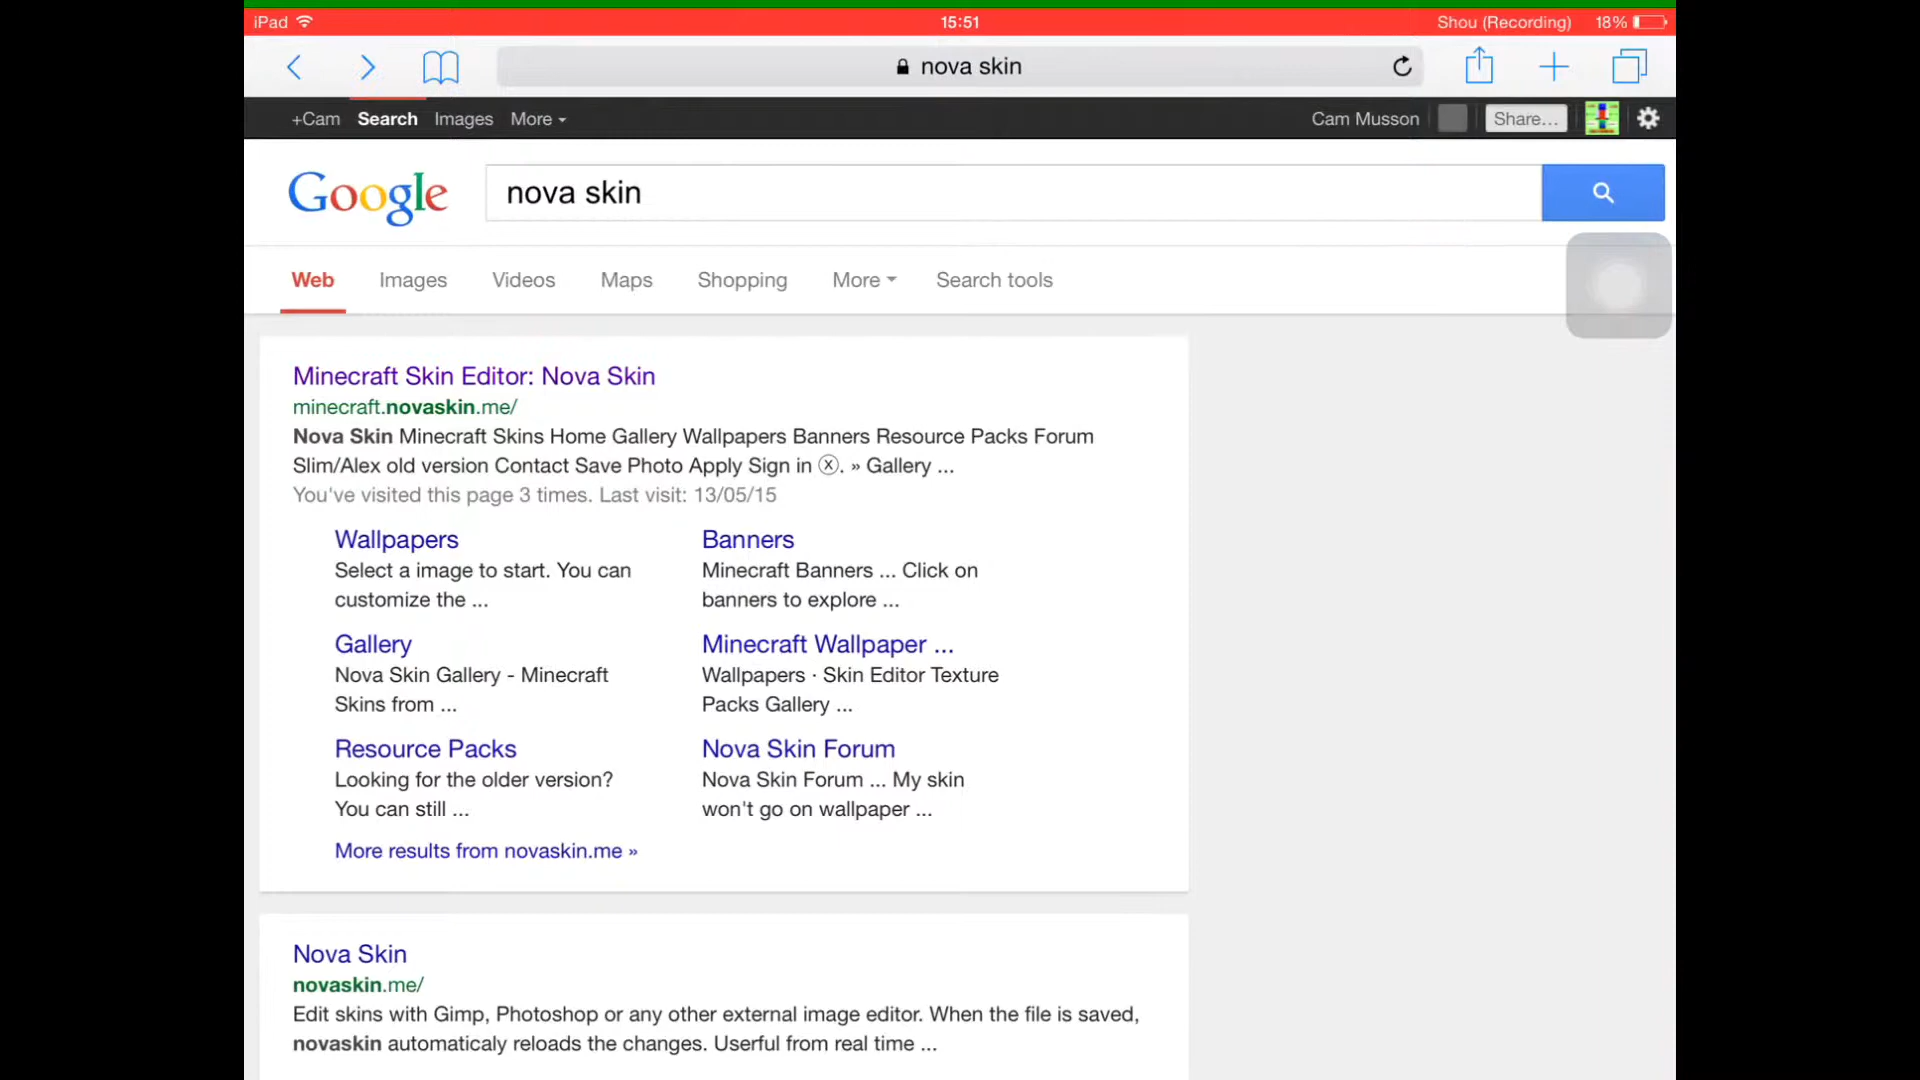 iPad 15:51 Shou (Recording) 18%
nova skin
+Cam Search Images More Cam Musson Share...
Google nova skin
Web Images Videos Maps Shopping More Search tools
Minecraft Skin Editor: Nova Skin
minecraft.novaskin.me/
Nova Skin Minecraft Skins Home Gallery Wallpapers Banners Resource Packs Forum
Slim/Alex old version Contact Save Photo Apply Sign in ⓧ. » Gallery ...
You've visited this page 3 times. Last visit: 13/05/15
Wallpapers
Select a image to start. You can
customize the ...
Banners
Minecraft Banners ... Click on
banners to explore ...
Gallery
Nova Skin Gallery - Minecraft
Skins from ...
Minecraft Wallpaper ...
Wallpapers · Skin Editor Texture
Packs Gallery ...
Resource Packs
Looking for the older version?
You can still ...
Nova Skin Forum
Nova Skin Forum ... My skin
won't go on wallpaper ...
More results from novaskin.me »
Nova Skin
novaskin.me/
Edit skins with Gimp, Photoshop or any other external image editor. When the file is saved,
novaskin automaticaly reloads the changes. Userful from real time ...